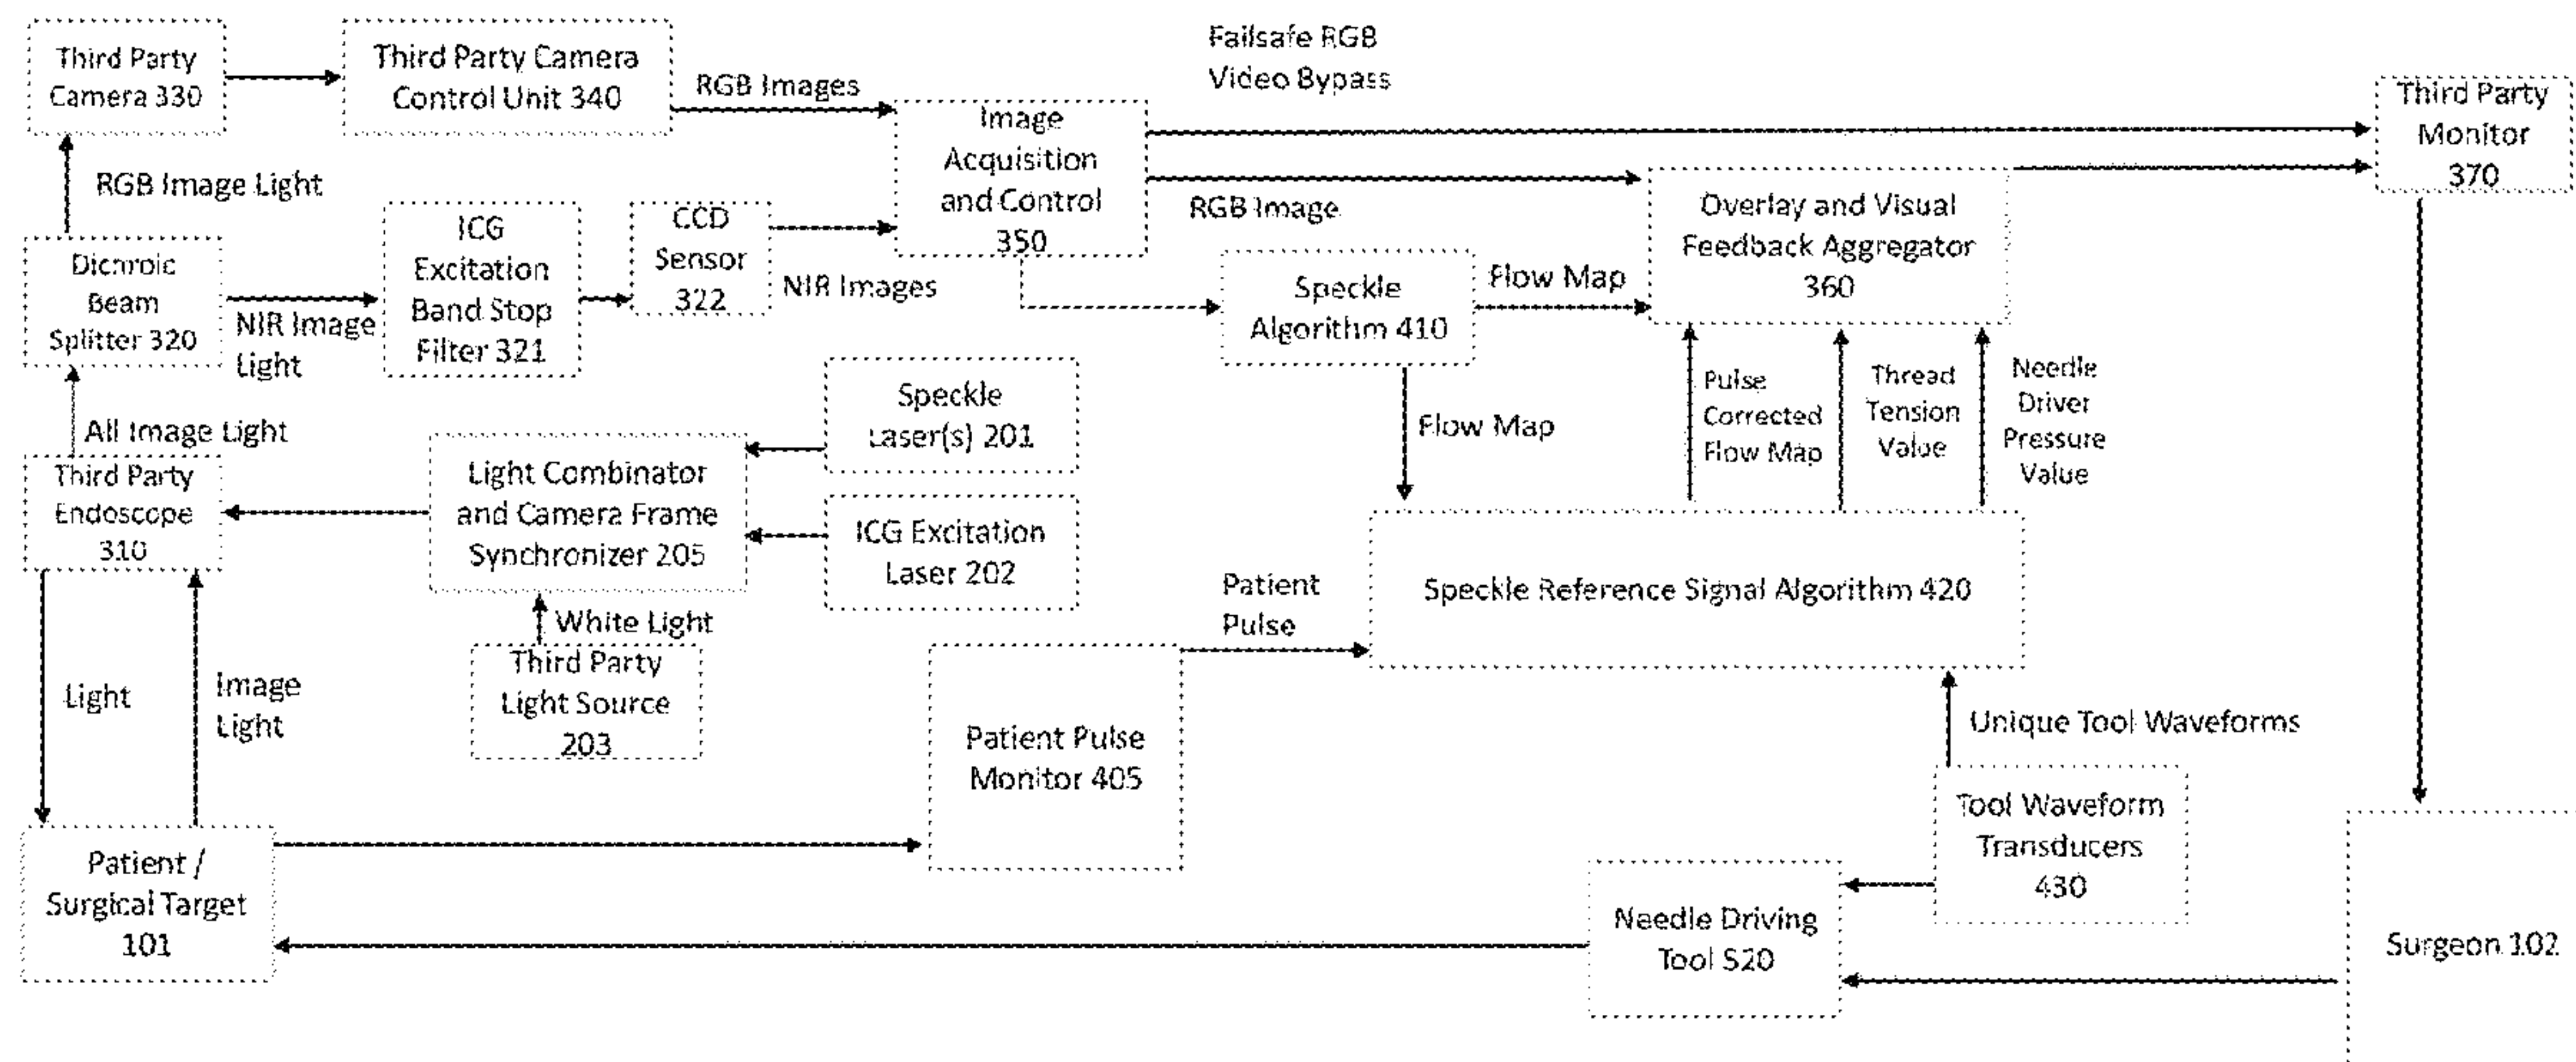 Third Party
Camera 330
Third Party Camera
Control Unit 340
RGB Images
Failsafe RGB
Video Bypass
Third Party
Monitor
370
Image
Acquisition
and Control
350
RGB Image Light
RGB Image
Overlay and Visual
Feedback Aggregator
360
Dichroic
Beam
Splitter 320
NIR Image
Light
ICG
Excitation
Band Stop
Filter 321
CCD
Sensor
322
NIR Images
Speckle
Algorithm 410
Flow Map
Flow Map
Pulse
Corrected
Flow Map
Thread
Tension
Value
Needle
Driver
Pressure
Value
All Image Light
Third Party
Endoscope
310
Light Combinator
and Camera Frame
Synchronizer 205
Speckle
Laser(s) 201
ICG Excitation
Laser 202
White Light
Third Party
Light Source
203
Patient
Pulse
Speckle Reference Signal Algorithm 420
Light
Image
Light
Patient Pulse
Monitor 405
Unique Tool Waveforms
Tool Waveform
Transducers
430
Patient /
Surgical Target
101
Needle Driving
Tool S20
Surgeon 102